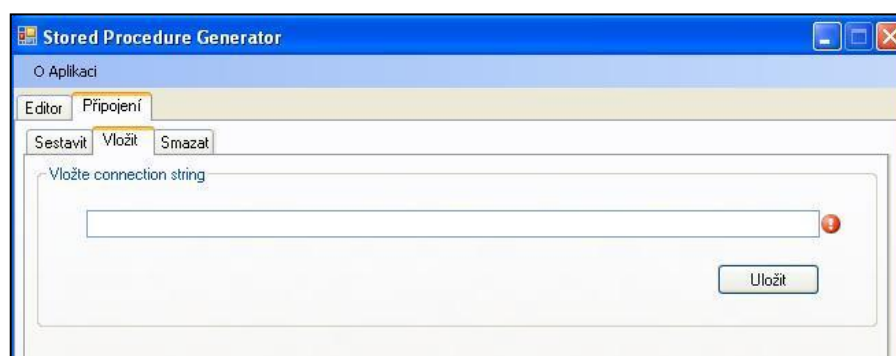 Stored Procedure Generator
O Aplikaci
Editor Připojení
Sestavit Vložit Smazat
Vložte connection string
Uložit